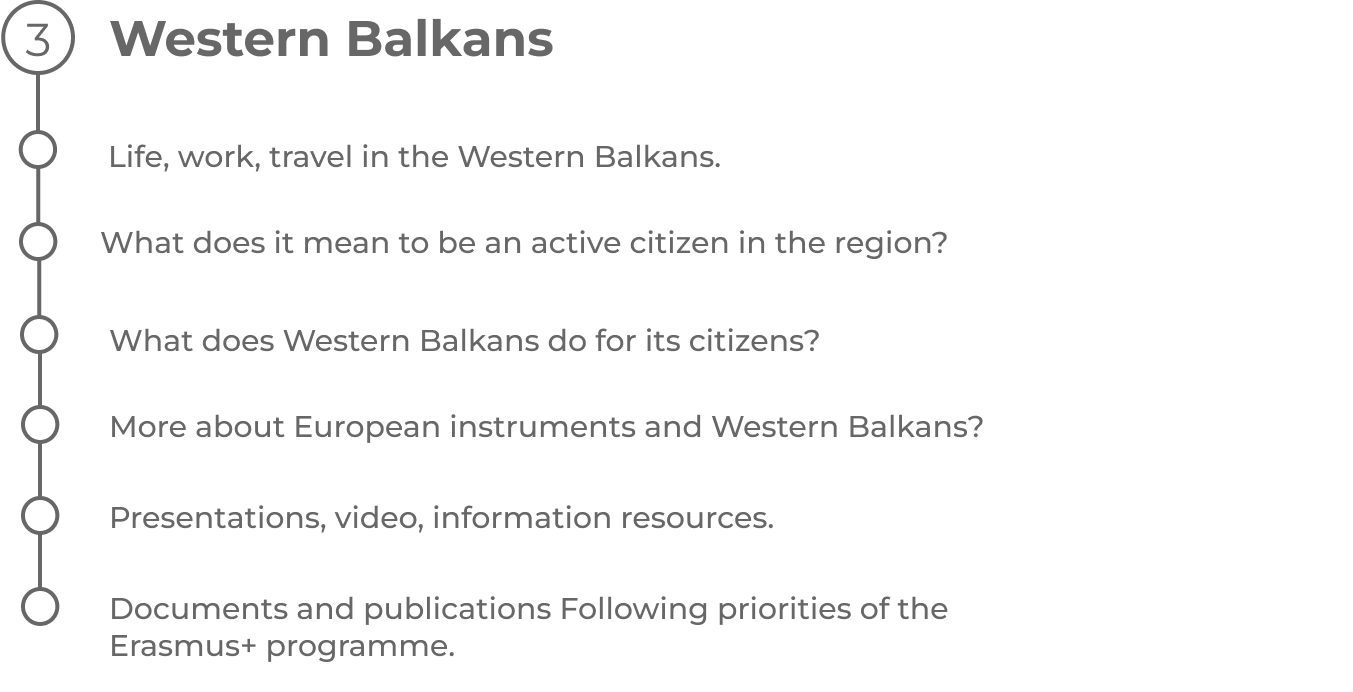 3 Western Balkans
Life, work, travel in the Western Balkans.
What does it mean to be an active citizen in the region?
What does Western Balkans do for its citizens?
More about European instruments and Western Balkans?
Presentations, video, information resources.
Documents and publications Following priorities of the
Erasmus+ programme.